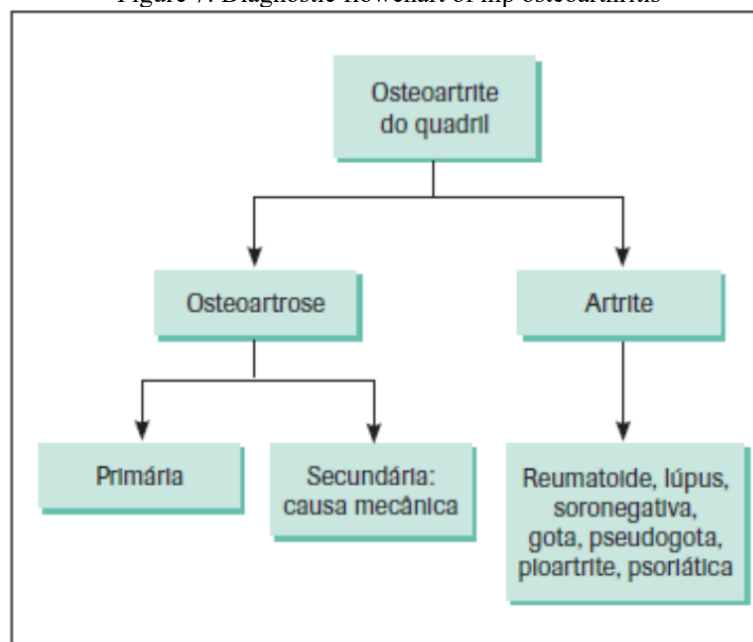 Figure 7. Diagnostic flowchart of hip osteoarthritis
Osteoartrite
do quadril
Osteoartrose
Artrite
Primária
Secundária:
causa mecânica
Reumatoide, lúpus,
soronegativa,
gota, pseudogota,
pioartrite, psoriática